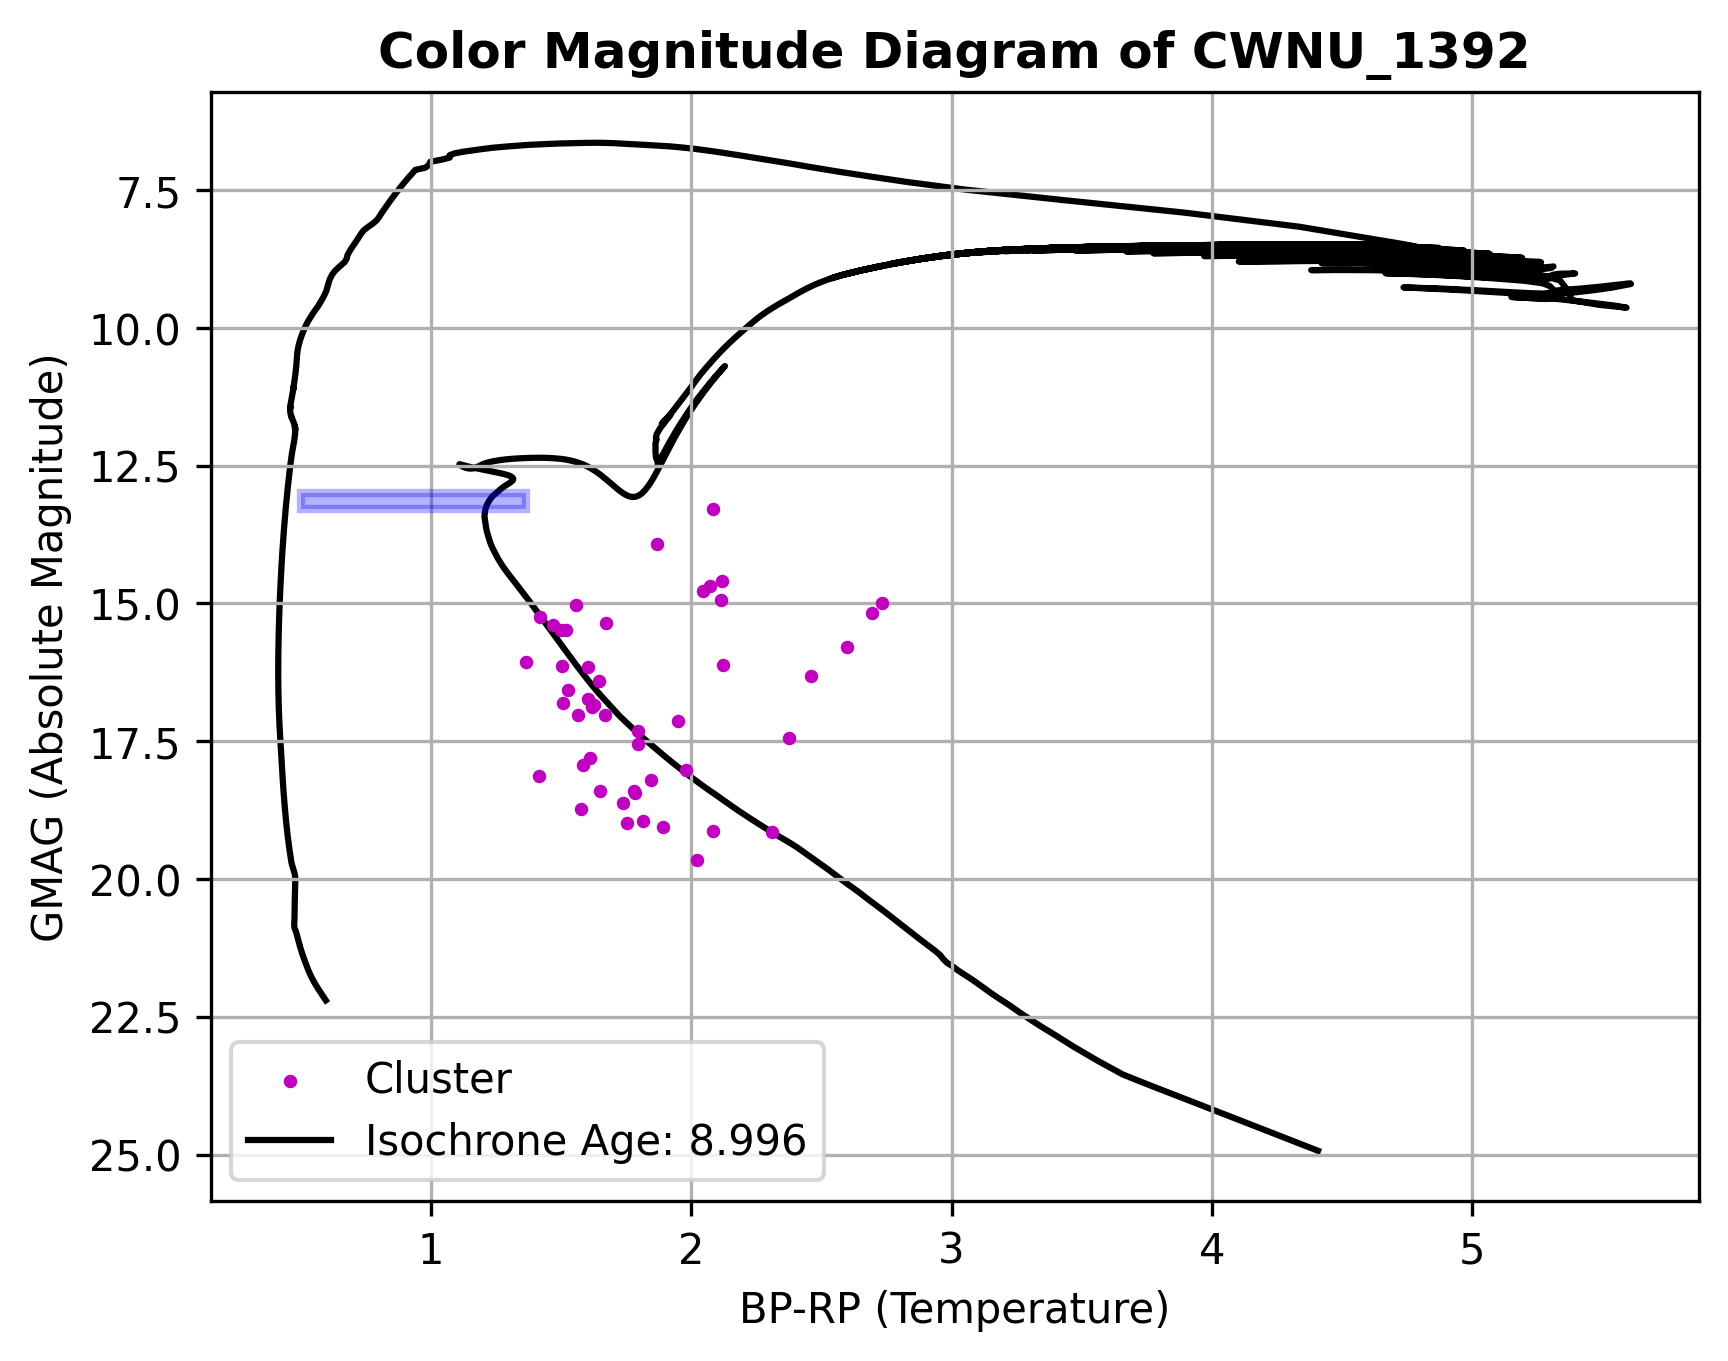 Color Magnitude Diagram of CWNU_1392
GMAG (Absolute Magnitude)
7.5
10.0
12.5
15.0
17.5
20.0
22.5
25.0
Cluster
Isochrone Age: 8.996
1 2 3 4 5
BP-RP (Temperature)